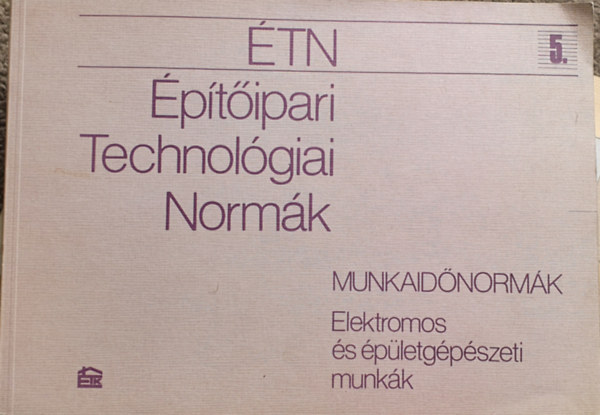 ÉTN
5.
Építőipari
Technológiai
Normák
MUNKAIDŐNORMÁK
Elektromos
és épületgépészeti
munkák